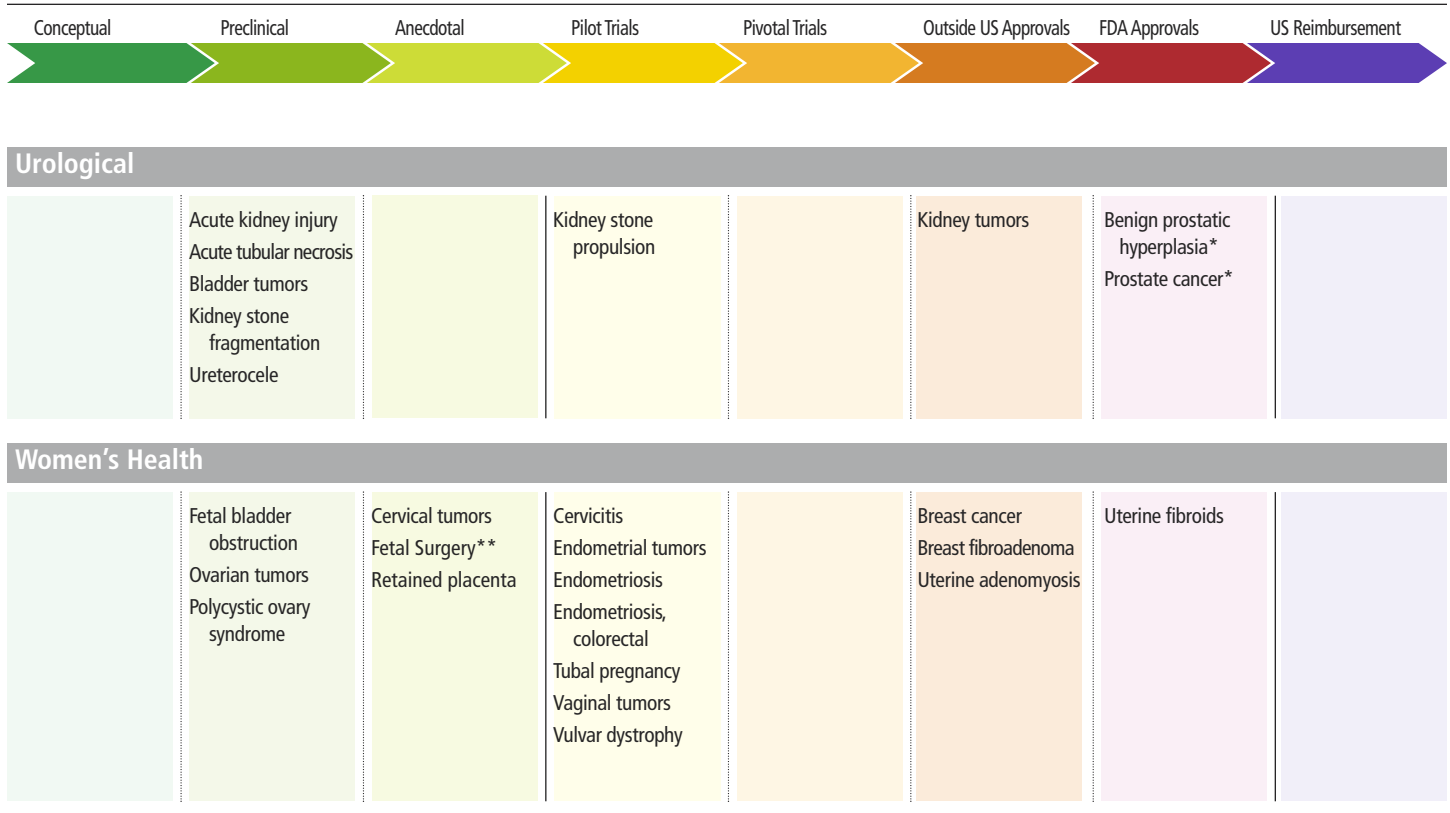 Conceptual
Preclinical
Anecdotal
Pilot Trials
Pivotal Trials
Outside US Approvals
FDA Approvals
US Reimbursement
Urological
Acute kidney injury
Acute tubular necrosis
Bladder tumors
Kidney stone
fragmentation
Ureterocele
Kidney stone
propulsion
Kidney tumors
Benign prostatic
hyperplasia*
Prostate cancer*
Women's Health
Fetal bladder
obstruction
Ovarian tumors
Polycystic ovary
syndrome
Cervical tumors
Fetal Surgery**
Retained placenta
Cervicitis
Endometrial tumors
Endometriosis
Endometriosis,
colorectal
Tubal pregnancy
Vaginal tumors
Vulvar dystrophy
Breast cancer
Breast fibroadenoma
Uterine adenomyosis
Uterine fibroids